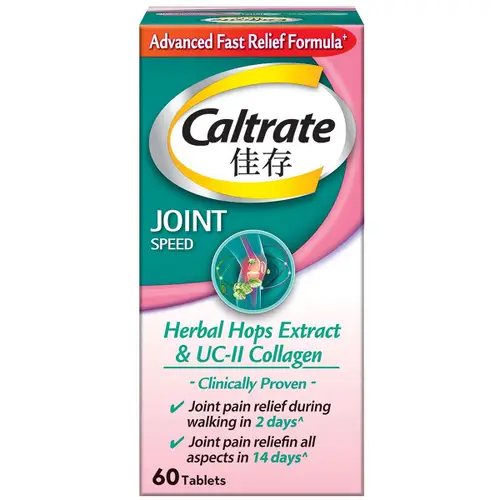 Advanced Fast Relief Formula⁺
Caltrate
佳存
JOINT
SPEED
Herbal Hops Extract
& UC-II Collagen
- Clinically Proven -
✓ Joint pain relief during
walking in 2 days^
✓ Joint pain reliefin all
aspects in 14 days^
60 Tablets